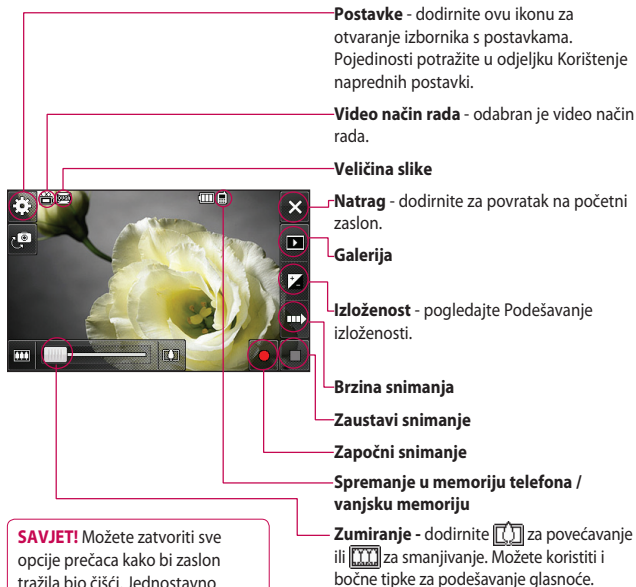 Postavke - dodirnite ovu ikonu za
otvaranje izbornika s postavkama.
Pojedinosti potražite u odjeljku Korištenje
naprednih postavki.
Video način rada - odabran je video način
rada.
Veličina slike
Natrag - dodirnite za povratak na početni
zaslon.
Galerija
Izloženost - pogledajte Podešavanje
izloženosti.
Brzina snimanja
Zaustavi snimanje
Započni snimanje
Spremanje u memoriju telefona /
vanjsku memoriju
Zumiranje - dodirnite za povećavanje
ili za smanjivanje. Možete koristiti i
bočne tipke za podešavanje glasnoće.
SAVJET! Možete zatvoriti sve
opcije prečaca kako bi zaslon
tražila bio čišći. Jednostavno